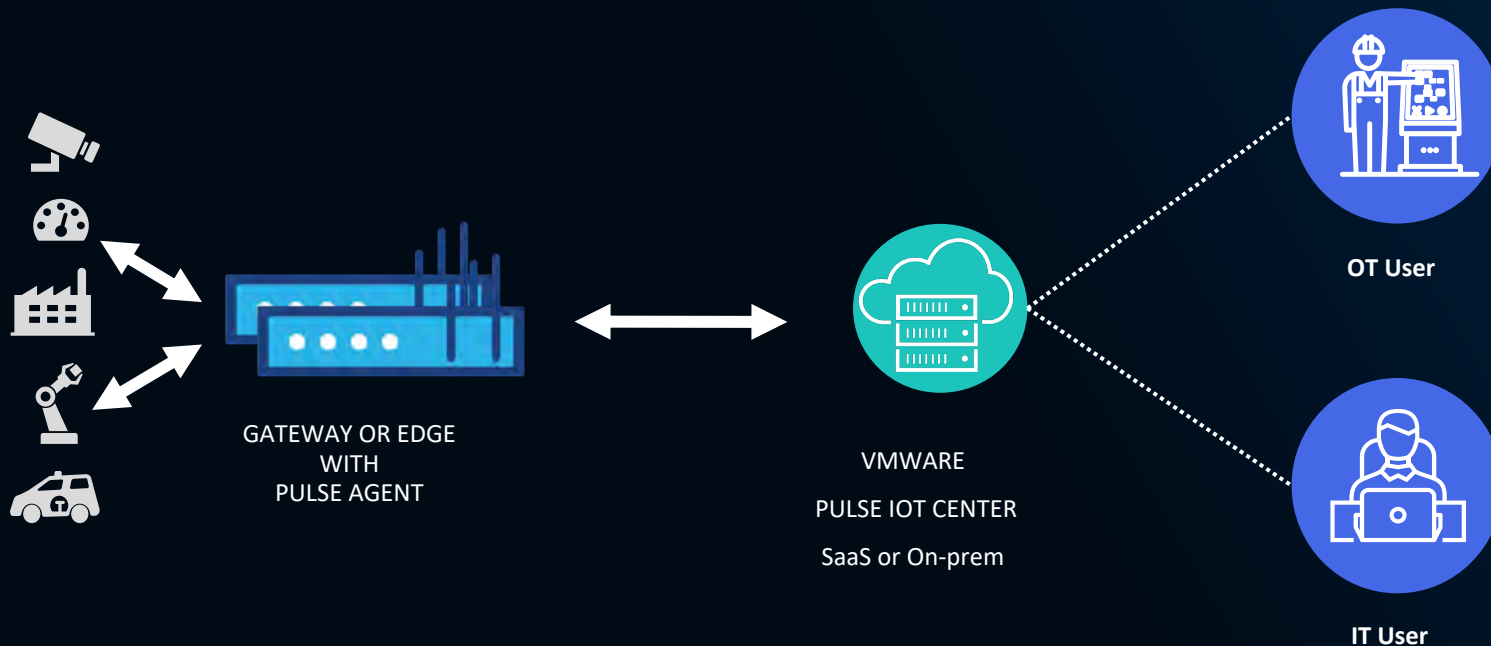 GATEWAY OR EDGE
WITH
PULSE AGENT
VMWARE
PULSE IOT CENTER
SaaS or On-prem
OT User
IT User
T